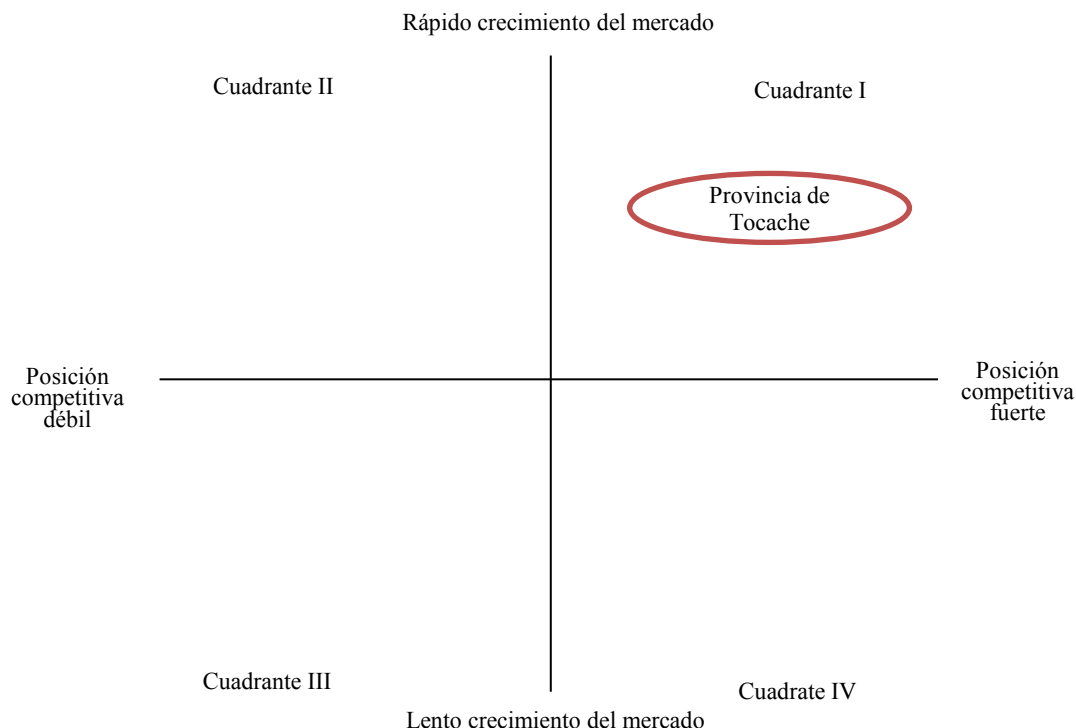 Rápido crecimiento del mercado
Cuadrante II
Cuadrante I
Provincia de
Tocache
Posición
competitiva
débil
Posición
competitiva
fuerte
Cuadrante III
Cuadrate IV
Lento crecimiento del mercado